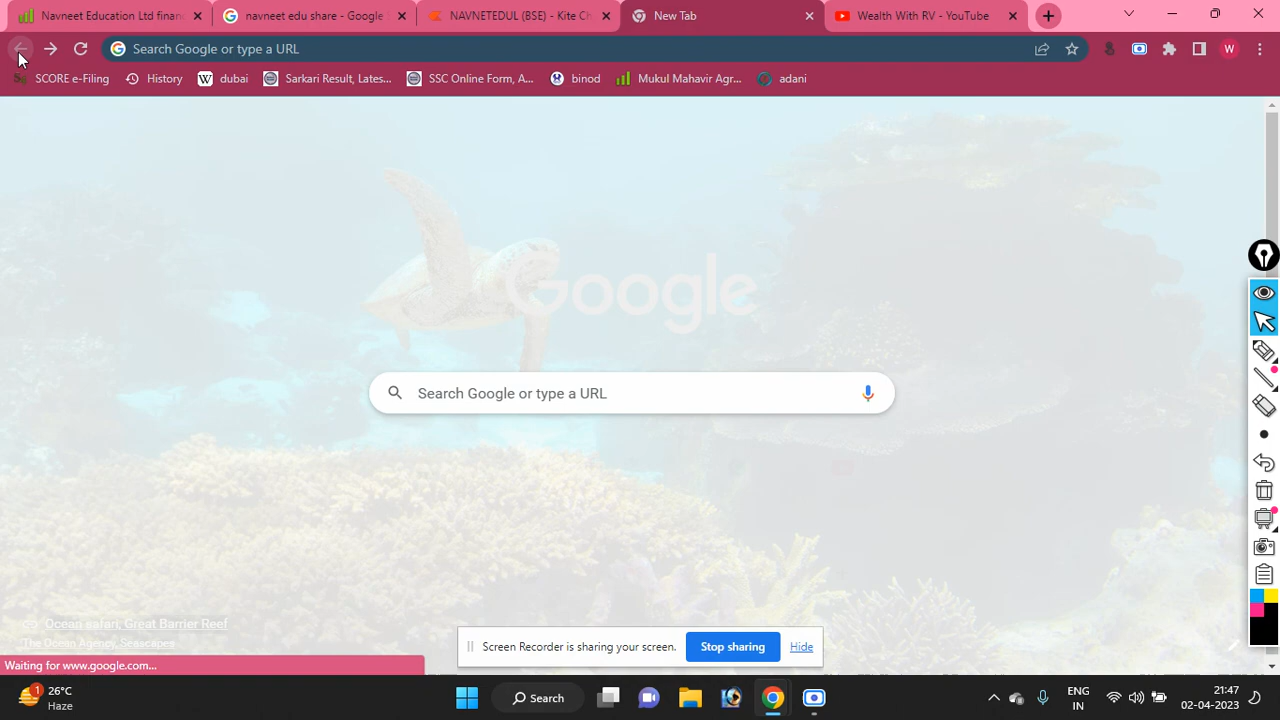 Navneet Education Ltd financ
navneet edu share - Google
NAVNETEDUL (BSE) - Kite Ch
New Tab
Wealth With RV - YouTube
Search Google or type a URL
W
SCORE e-Filing
History
W
dubai
Sarkari Result, Lates...
SSC Online Form, A...
binod
Mukul Mahavir Agr...
adani
Google
Search Google or type a URL
Ocean safari, Great Barrier Reef
The Ocean Agency, Seascapes
Screen Recorder is sharing your screen.
Stop sharing
Hide
Waiting for www.google.com...
1
26°C
Haze
Search
ENG
IN
21:47
02-04-2023